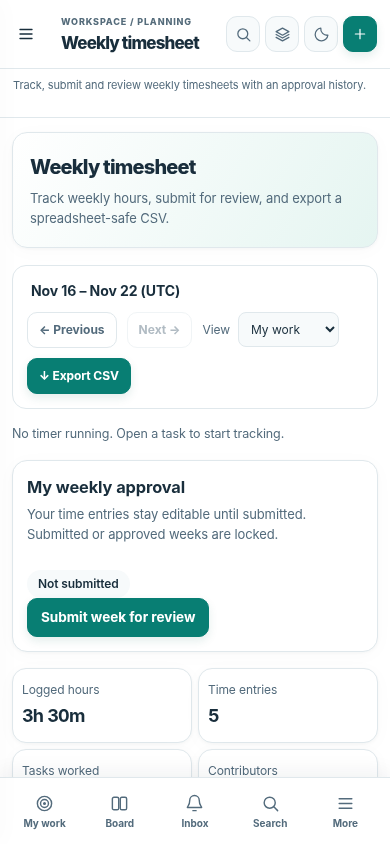 WORKSPACE / PLANNING
Weekly timesheet
Track, submit and review weekly timesheets with an approval history.
Weekly timesheet
Track weekly hours, submit for review, and export a
spreadsheet-safe CSV.
Nov 16 – Nov 22 (UTC)
← Previous
Next →
View
My work
↓ Export CSV
No timer running. Open a task to start tracking.
My weekly approval
Your time entries stay editable until submitted.
Submitted or approved weeks are locked.
Not submitted
Submit week for review
Logged hours
Time entries
3h 30m
5
Tasks worked
Contributors
My work
Board
Inbox
Search
More